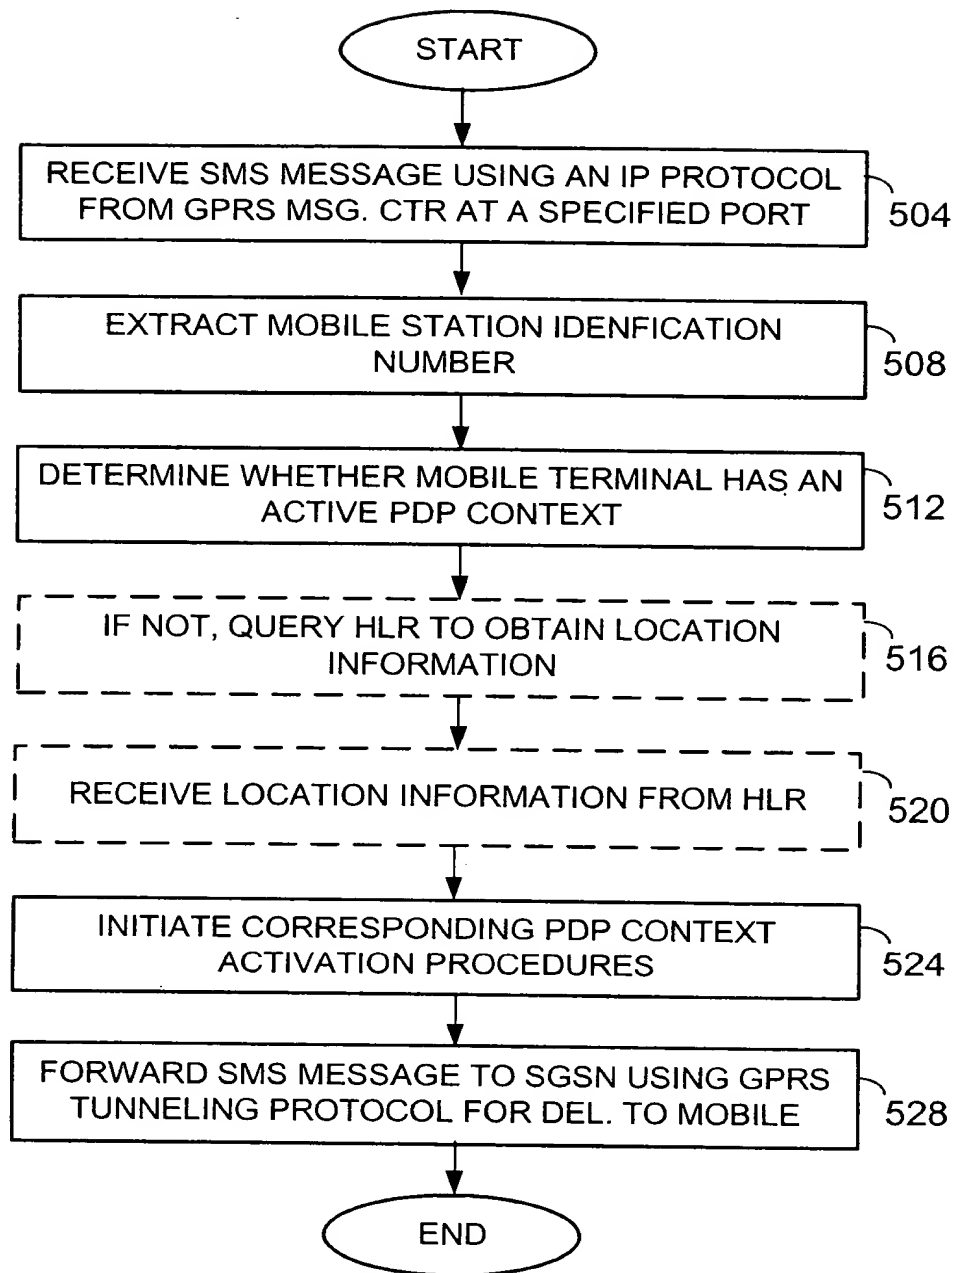 START
RECEIVE SMS MESSAGE USING AN IP PROTOCOL
FROM GPRS MSG. CTR AT A SPECIFIED PORT
504
EXTRACT MOBILE STATION IDENFICATION
NUMBER
508
DETERMINE WHETHER MOBILE TERMINAL HAS AN
ACTIVE PDP CONTEXT
512
IF NOT, QUERY HLR TO OBTAIN LOCATION
INFORMATION
516
RECEIVE LOCATION INFORMATION FROM HLR
520
INITIATE CORRESPONDING PDP CONTEXT
ACTIVATION PROCEDURES
524
FORWARD SMS MESSAGE TO SGSN USING GPRS
TUNNELING PROTOCOL FOR DEL. TO MOBILE
528
END